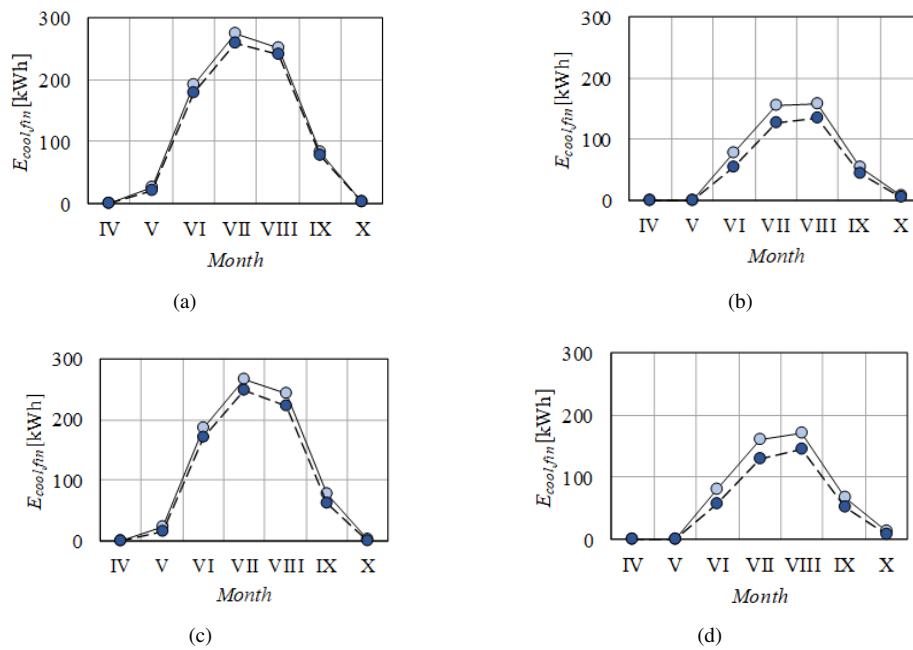 300
200
100
0
E_cool,fin [kWh]
IV V VI VII VIII IX X
Month
(a)
300
200
100
0
E_cool,fin [kWh]
IV V VI VII VIII IX X
Month
(b)
300
200
100
0
E_cool,fin [kWh]
IV V VI VII VIII IX X
Month
(c)
300
200
100
0
E_cool,fin [kWh]
IV V VI VII VIII IX X
Month
(d)